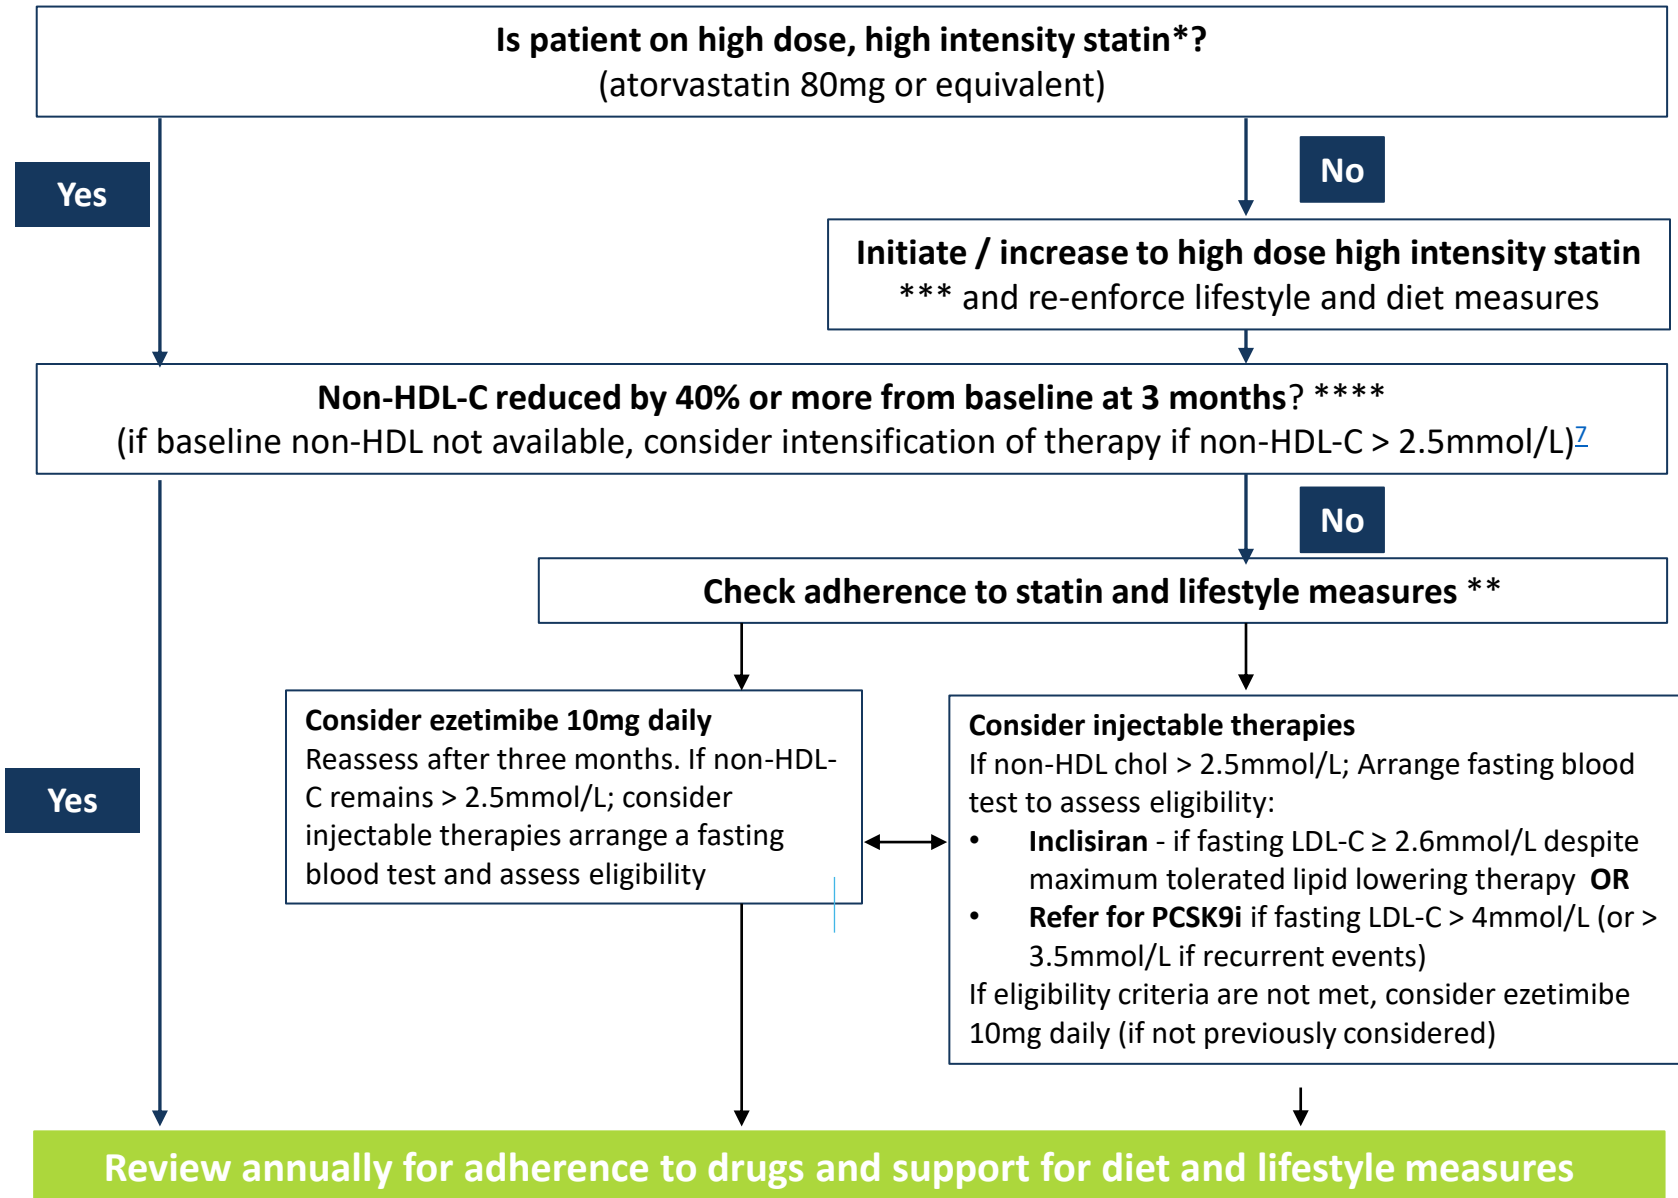 Is patient on high dose, high intensity statin*?
(atorvastatin 80mg or equivalent)
Yes
No
Initiate / increase to high dose high intensity statin
*** and re-enforce lifestyle and diet measures
Non-HDL-C reduced by 40% or more from baseline at 3 months? ****
(if baseline non-HDL not available, consider intensification of therapy if non-HDL-C > 2.5mmol/L)7
No
Check adherence to statin and lifestyle measures **
Consider ezetimibe 10mg daily
Reassess after three months. If non-HDL-
C remains > 2.5mmol/L; consider
injectable therapies arrange a fasting
blood test and assess eligibility
Consider injectable therapies
If non-HDL chol > 2.5mmol/L; Arrange fasting blood
test to assess eligibility:
• Inclisiran - if fasting LDL-C ≥ 2.6mmol/L despite
maximum tolerated lipid lowering therapy OR
• Refer for PCSK9i if fasting LDL-C > 4mmol/L (or >
3.5mmol/L if recurrent events)
If eligibility criteria are not met, consider ezetimibe
10mg daily (if not previously considered)
Yes
Review annually for adherence to drugs and support for diet and lifestyle measures